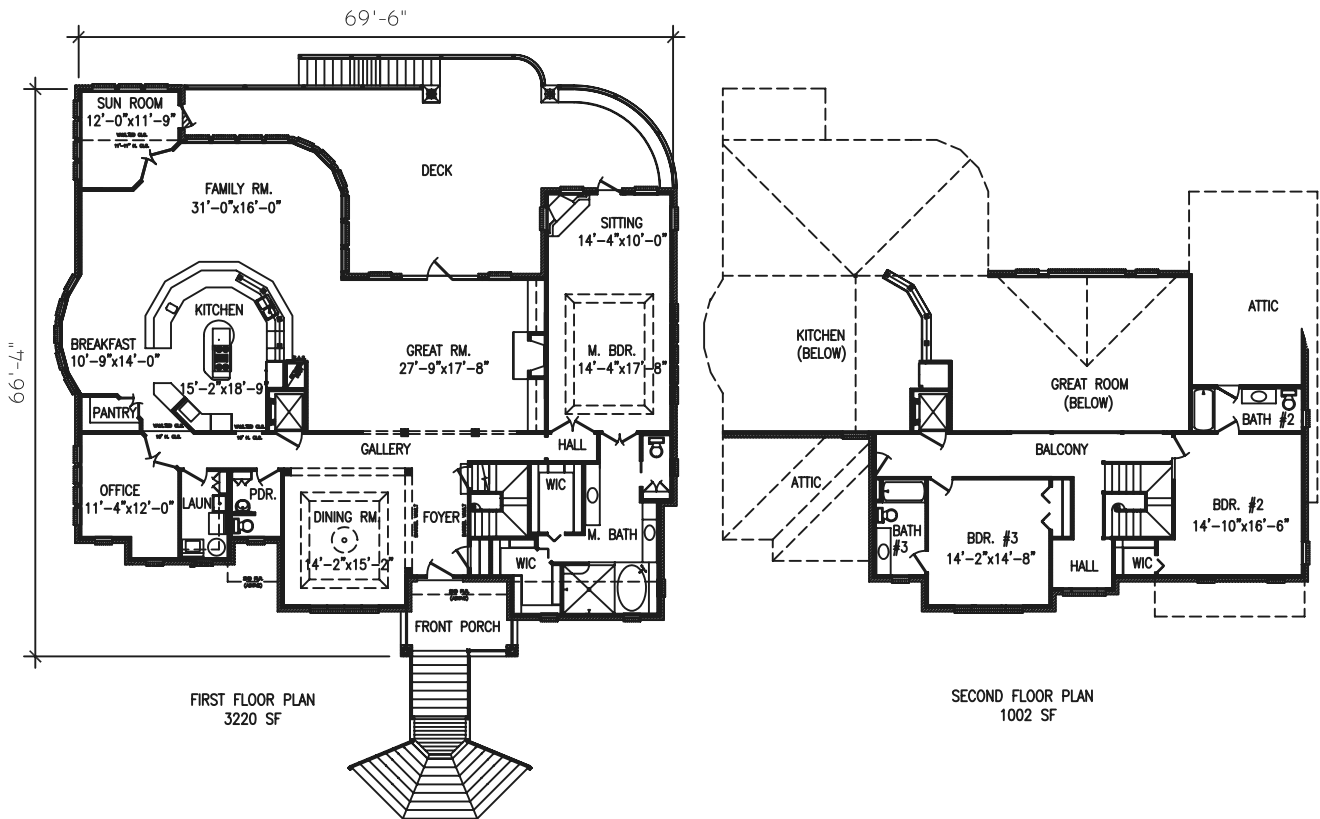 69'-6"
66'-4"
SUN ROOM
12'-0"x11'-9"
FAMILY RM.
31'-0"x16'-0"
DECK
SITTING
14'-4"x10'-0"
KITCHEN
15'-2"x18'-9"
BREAKFAST
10'-9"x14'-0"
GREAT RM.
27'-9"x17'-8"
M. BDR.
14'-4"x17'-8"
PANTRY
GALLERY
HALL
OFFICE
11'-4"x12'-0"
LAUN.
PDR.
DINING RM.
14'-2"x15'-2"
FOYER
WIC
M. BATH
WIC
FRONT PORCH
FIRST FLOOR PLAN
3220 SF
KITCHEN
(BELOW)
GREAT ROOM
(BELOW)
ATTIC
BATH #2
BALCONY
ATTIC
BATH
#3
BDR. #3
14'-2"x14'-8"
HALL
WIC
BDR. #2
14'-10"x16'-6"
SECOND FLOOR PLAN
1002 SF